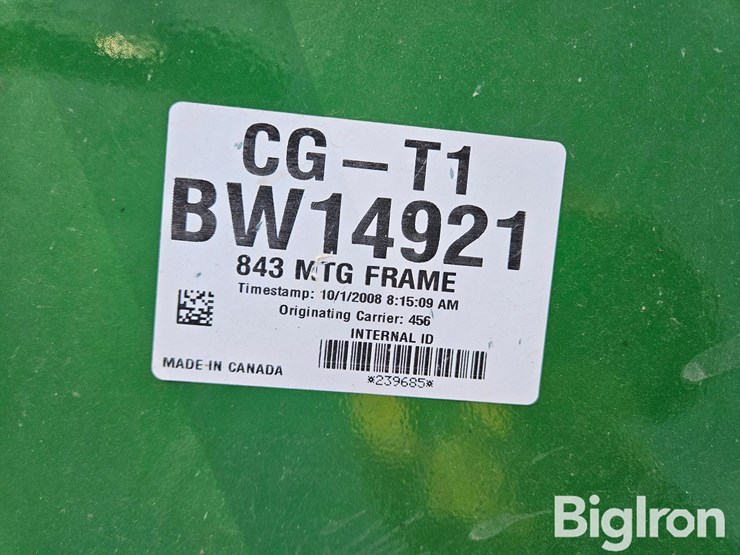 CG-T1
BW14921
843 MTG FRAME
Timestamp: 10/1/2008 8:15:09 AM
Originating Carrier: 456
INTERNAL ID
*239685*
MADE IN CANADA
BigIron